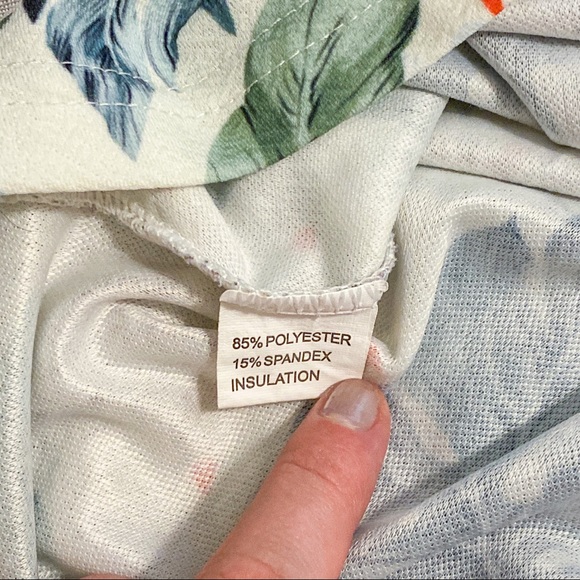 85% POLYESTER
15% SPANDEX
INSULATION